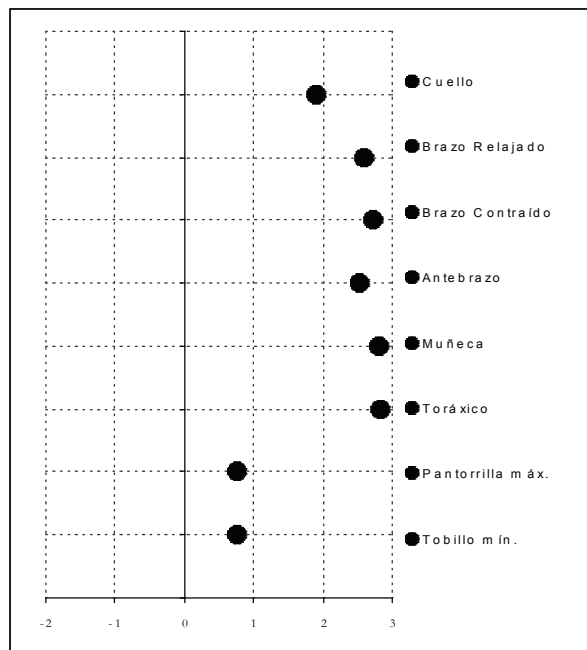 Cuello
Brazo Relajado
Brazo Contraído
Antebrazo
Muñeca
Toráxico
Pantorrilla máx.
Tobillo mín.
-2 -1 0 1 2 3